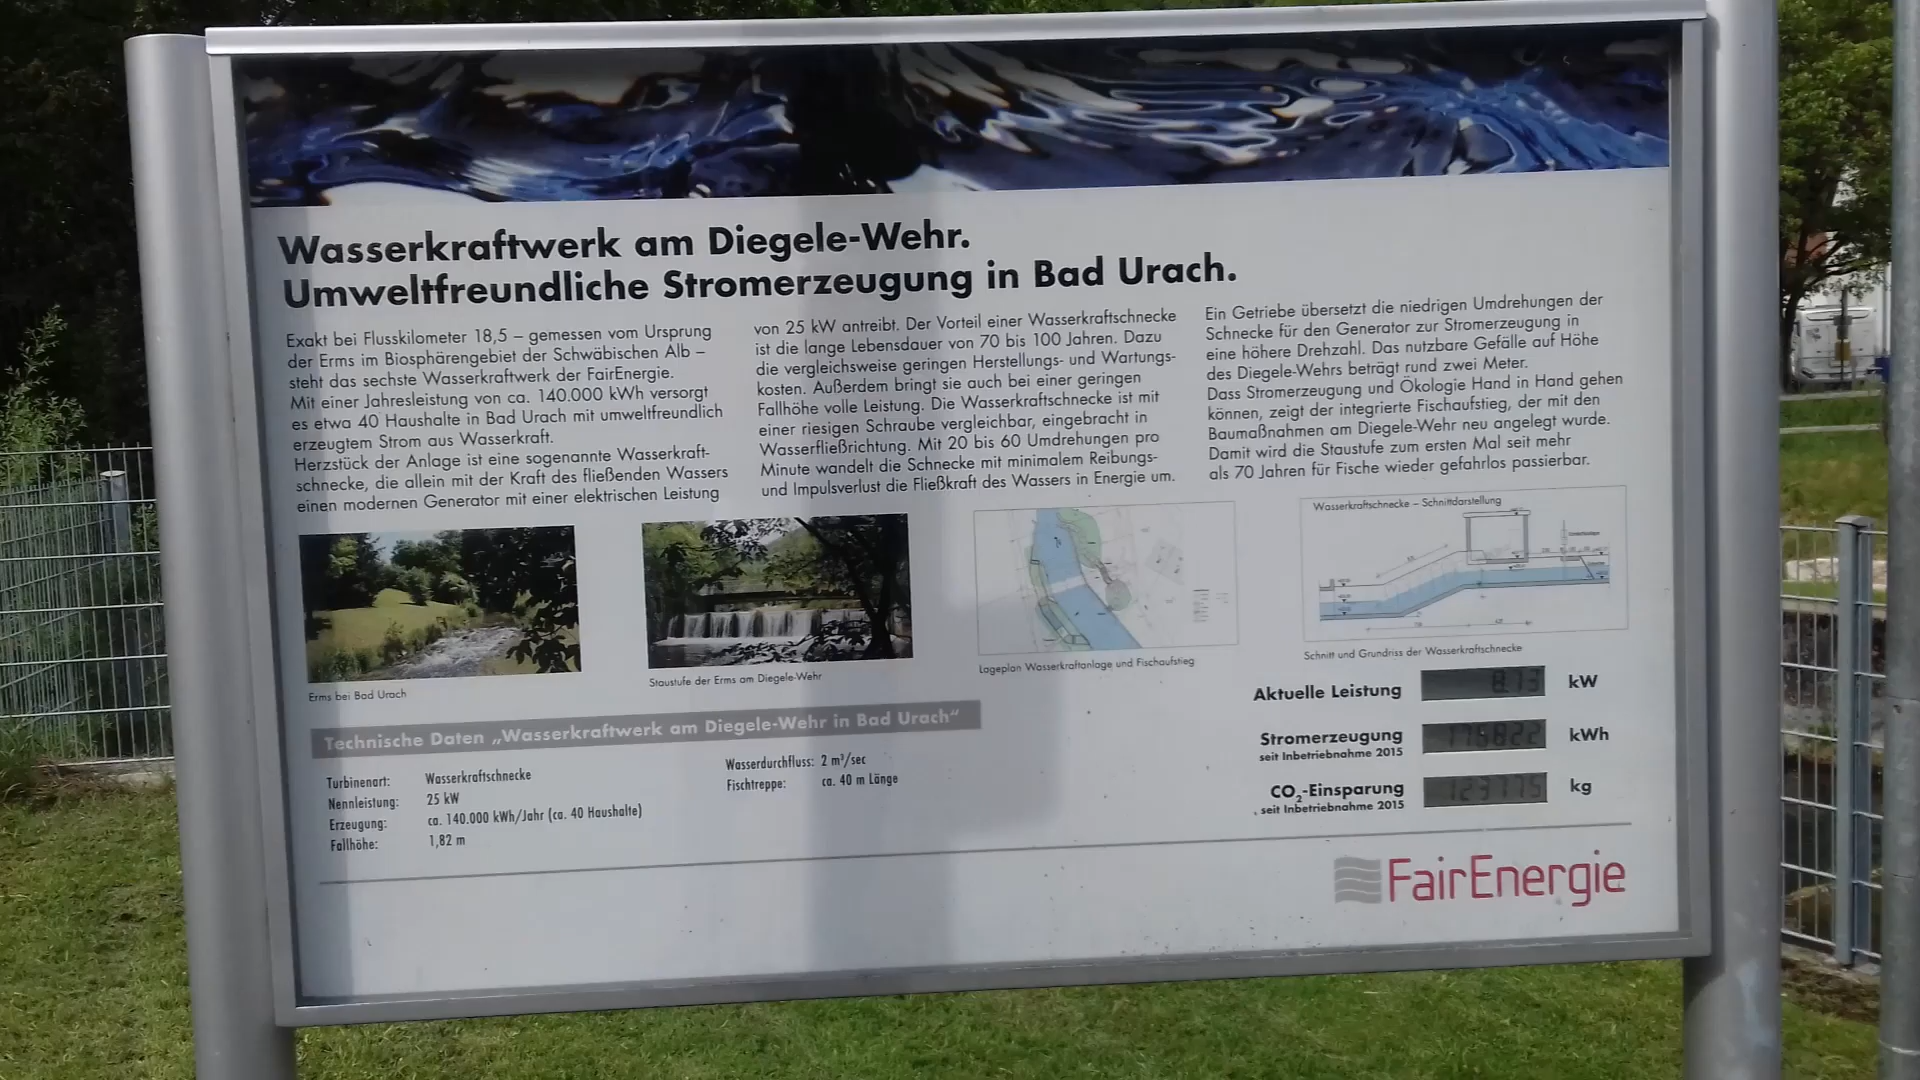 Wasserkraftwerk am Diegele-Wehr.
Umweltfreundliche Stromerzeugung in Bad Urach.
Exakt bei Flusskilometer 18,5 – gemessen vom Ursprung
der Erms im Biosphärengebiet der Schwäbischen Alb –
steht das sechste Wasserkraftwerk der FairEnergie.
Mit einer Jahresleistung von ca. 140.000 kWh versorgt
es etwa 40 Haushalte in Bad Urach mit umweltfreundlich
erzeugtem Strom aus Wasserkraft.
Herzstück der Anlage ist eine sogenannte Wasserkraft-
schnecke, die allein mit der Kraft des fließenden Wassers
einen modernen Generator mit einer elektrischen Leistung
von 25 kW antreibt. Der Vorteil einer Wasserkraftschnecke
ist die lange Lebensdauer von 70 bis 100 Jahren. Dazu
die vergleichsweise geringen Herstellungs- und Wartungs-
kosten. Außerdem bringt sie auch bei einer geringen
Fallhöhe volle Leistung. Die Wasserkraftschnecke ist mit
einer riesigen Schraube vergleichbar, eingebracht in
Wasserfließrichtung. Mit 20 bis 60 Umdrehungen pro
Minute wandelt die Schnecke mit minimalem Reibungs-
und Impulsverlust die Fließkraft des Wassers in Energie um.
Ein Getriebe übersetzt die niedrigen Umdrehungen der
Schnecke für den Generator zur Stromerzeugung in
eine höhere Drehzahl. Das nutzbare Gefälle auf Höhe
des Diegele-Wehrs beträgt rund zwei Meter.
Dass Stromerzeugung und Ökologie Hand in Hand gehen
können, zeigt der integrierte Fischaufstieg, der mit den
Baumaßnahmen am Diegele-Wehr neu angelegt wurde.
Damit wird die Staustufe zum ersten Mal seit mehr
als 70 Jahren für Fische wieder gefahrlos passierbar.
Wasserkraftschnecke – Schnittdarstellung
Erms bei Bad Urach
Staustufe der Erms am Diegele-Wehr
Lageplan Wasserkraftanlage und Fischaufstieg
Schnitt und Grundriss der Wasserkraftschnecke
Technische Daten „Wasserkraftwerk am Diegele-Wehr in Bad Urach“
Turbinenart: Wasserkraftschnecke
Nennleistung: 25 kW
Erzeugung: ca. 140.000 kWh/Jahr (ca. 40 Haushalte)
Fallhöhe: 1,82 m
Wasserdurchfluss: 2 m³/sec
Fischtreppe: ca. 40 m Länge
Aktuelle Leistung 8.13 kW
Stromerzeugung 176822 kWh
seit Inbetriebnahme 2015
CO₂-Einsparung 123775 kg
seit Inbetriebnahme 2015
FairEnergie